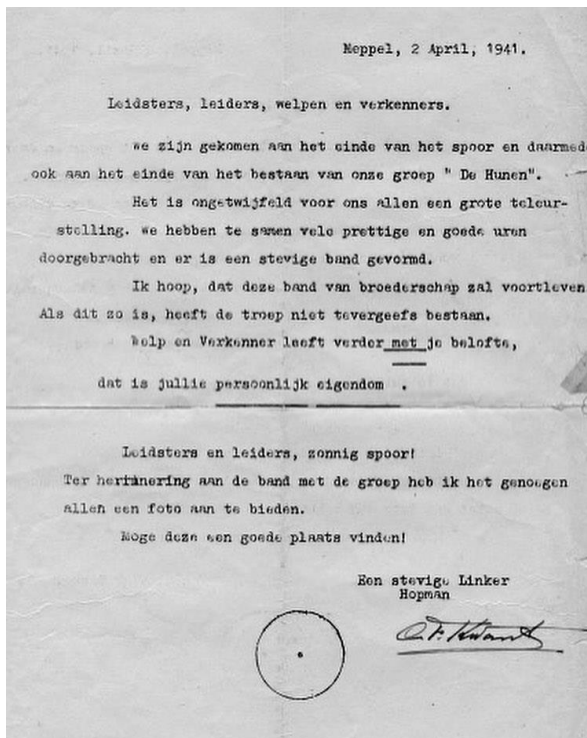 Meppel, 2 April, 1941.
Leidsters, leiders, welpen en verkenners.
We zijn gekomen aan het einde van het spoor en daarmede
ook aan het einde van het bestaan van onze groep " De Hunen".
Het is ongetwijfeld voor ons allen een grote teleur-
stelling. We hebben te samen vele prettige en goede uren
doorgebracht en er is een stevige band gevormd.
Ik hoop, dat deze band van broederschap zal voortleven
Als dit zo is, heeft de troep niet tevergeefs bestaan.
Welp en Verkenner leeft verder met je belofte,
dat is jullie persoonlijk eigendom .
Leidsters en leiders, zonnig spoor!
Ter herinnering aan de band met de groep heb ik het genoegen
allen een foto aan te bieden.
Moge deze een goede plaats vinden!
Een stevige Linker
Hopman